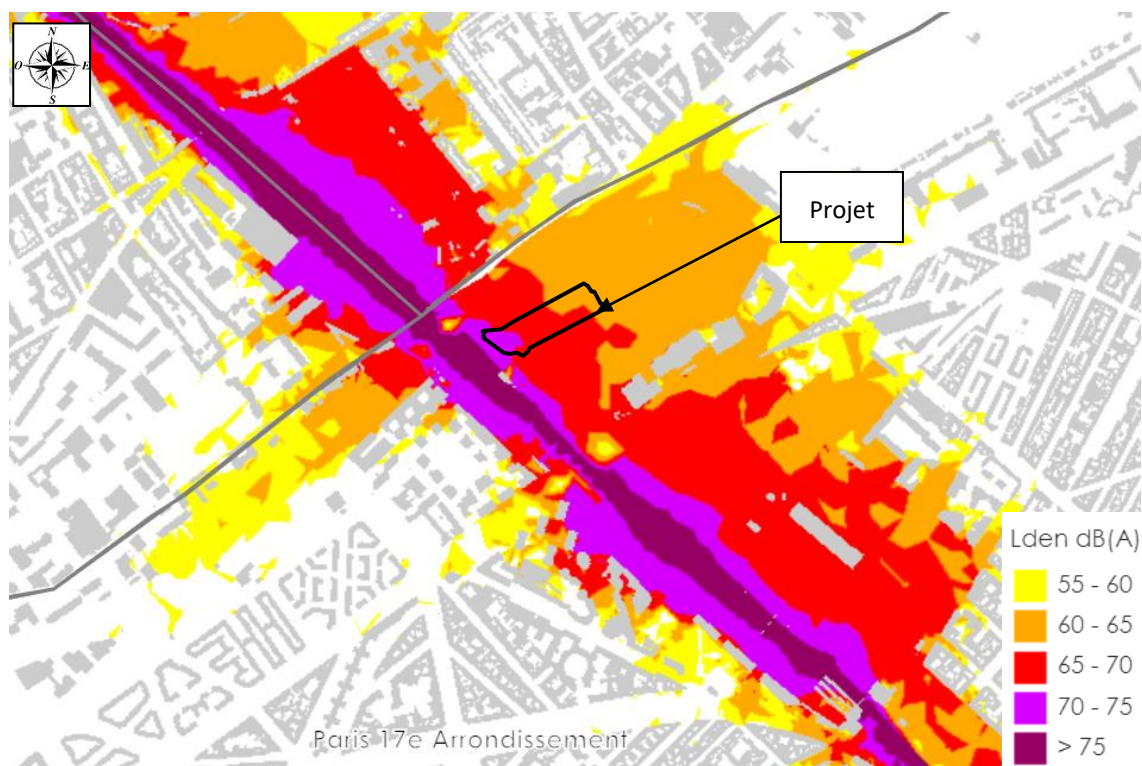 N
O
E
S
Projet
Lden dB(A)
55 - 60
60 - 65
65 - 70
70 - 75
> 75
Paris 17e Arrondissement